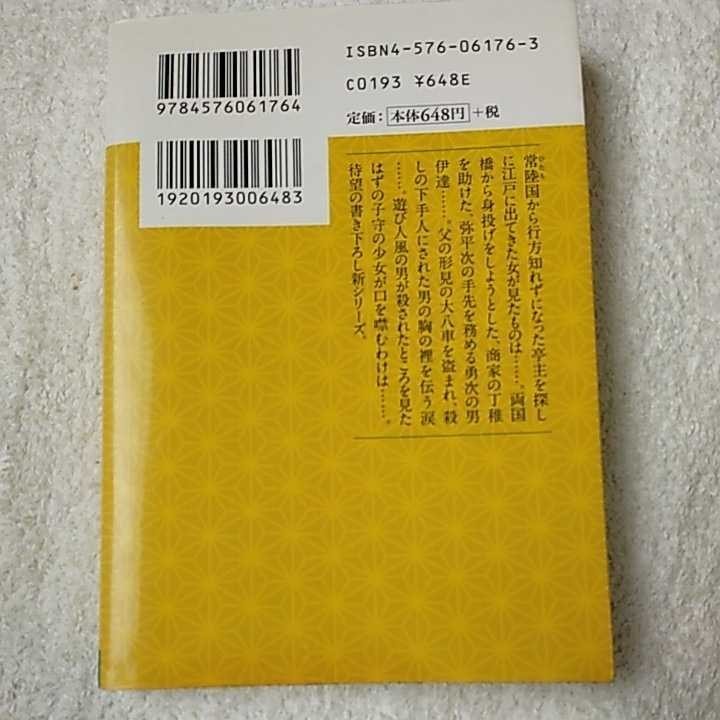 ISBN4-576-06176-3
C0193 ¥648E
定価：本体648円＋税
9784576061764
1920193006483
常陸国から行方知れずになった亭主を探し
ひたち
に江戸に出てきた女が見たものは……。両国
橋から身投げをしようとした、商家の丁稚
を助けた、弥平次の手先を務める勇次の男
伊達……。父の形見の大八車を盗まれ、殺
しの下手人にされた男の胸の裡を伝う涙
……。遊び人風の男が殺されたところを見た
はずの子守の少女が口を噤むわけは……。
待望の書き下ろし新シリーズ。